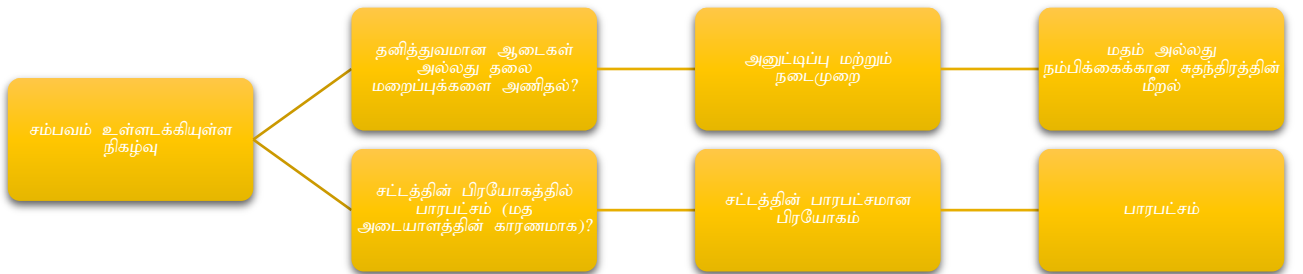 சம்பவம் உள்ளடக்கியுள்ள
நிகழ்வு
தனித்துவமான ஆடைகள்
அல்லது தலை
மறைப்புக்களை அணிதல்?
அனுட்டிப்பு மற்றும்
நடைமுறை
மதம் அல்லது
நம்பிக்கைக்கான சுதந்திரத்தின்
மீறல்
சட்டத்தின் பிரயோகத்தில்
பாரபட்சம் (மத
அடையாளத்தின் காரணமாக)?
சட்டத்தின் பாரபட்சமான
பிரயோகம்
பாரபட்சம்